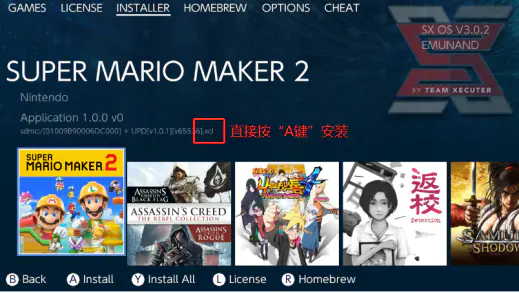 GAMES LICENSE INSTALLER HOMEBREW OPTIONS CHEAT
SX OS V3.0.2
EMUNAND
BY TEAM XECUTER
SUPER MARIO MAKER 2
Nintendo
Application 1.0.0 v0
sdmc:/[01009B90006DC000] + UPD[v1.0.1][v65536].xci
直接按“A键”安装
SUPER
MARIO MAKER 2
ASSASSIN'S CREED
BLACK FLAG
ASSASSIN'S CREED
THE REBEL COLLECTION
ASSASSIN'S CREED
ROGUE
返校
Detention
SAMURAI
SHODOWN
B Back A Install Y Install All L License R Homebrew